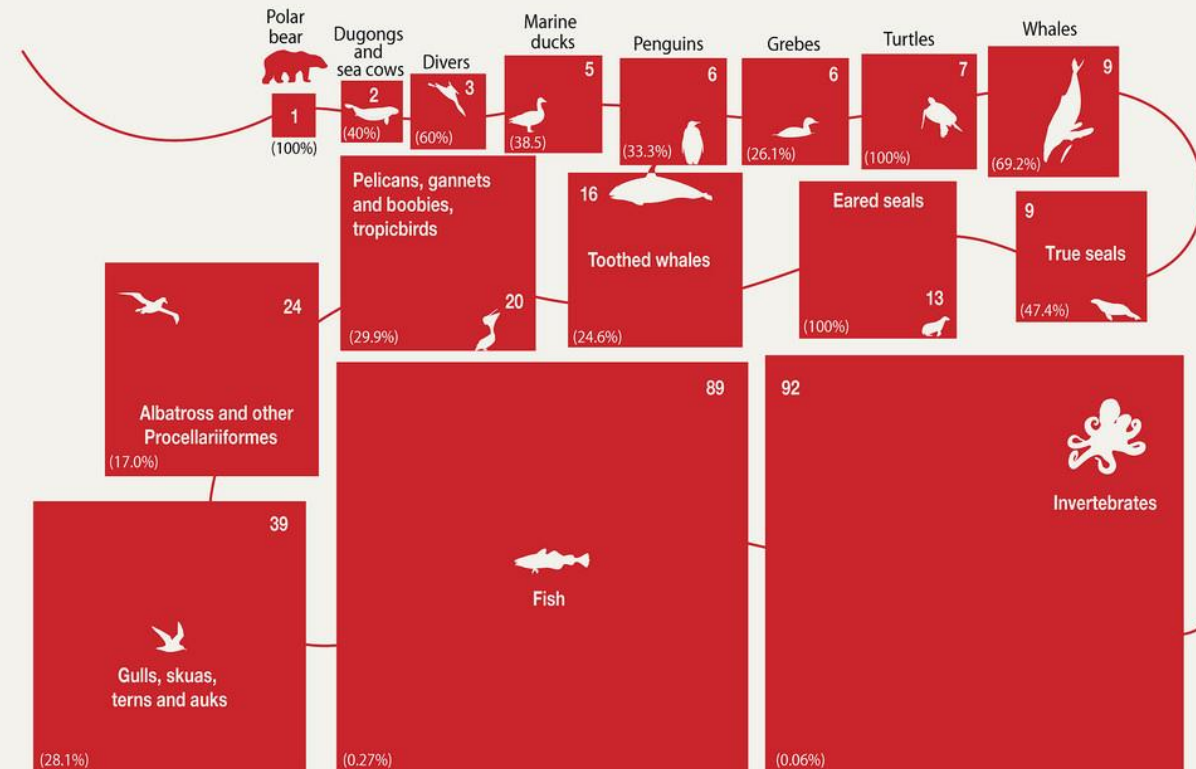 Polar
bear
1
(100%)
Dugongs
and
sea cows
2
(40%)
Divers
3
(60%)
Marine
ducks
5
(38.5)
Penguins
6
(33.3%)
Grebes
6
(26.1%)
Turtles
7
(100%)
Whales
9
(69.2%)
9
True seals
(47.4%)
Eared seals
13
(100%)
16
Toothed whales
(24.6%)
Pelicans, gannets
and boobies,
tropicbirds
20
(29.9%)
24
Albatross and other
Procellariiformes
(17.0%)
39
Gulls, skuas,
terns and auks
(28.1%)
89
Fish
(0.27%)
92
Invertebrates
(0.06%)